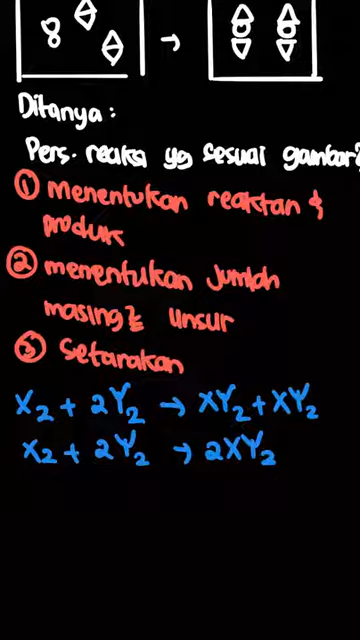 →
Ditanya :
Pers. reaksi yg sesuai gambar?
① menentukan reaktan &
produk
② menentukan jumlah
masing² unsur
③ Setarakan
X₂ + 2Y₂ → XY₂ + XY₂
X₂ + 2Y₂ → 2XY₂